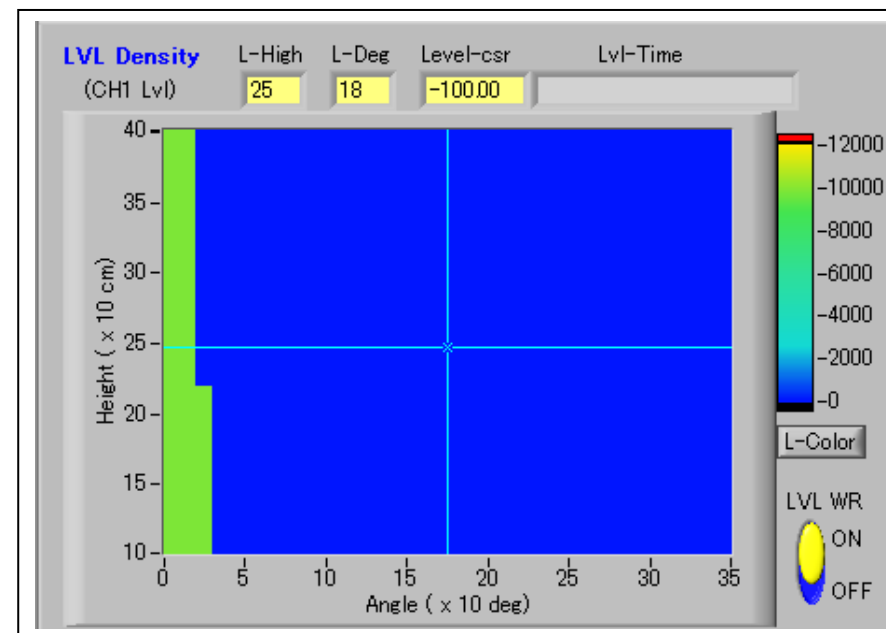 LVL Density L-High L-Deg Level-csr Lvl-Time
(CH1 Lvl) 25 18 -100.00
40
35
30
25
20
15
10
Height ( x 10 cm)
0 5 10 15 20 25 30 35
Angle ( x 10 deg)
-12000
-10000
-8000
-6000
-4000
-2000
-0
L-Color
LVL WR
ON
OFF